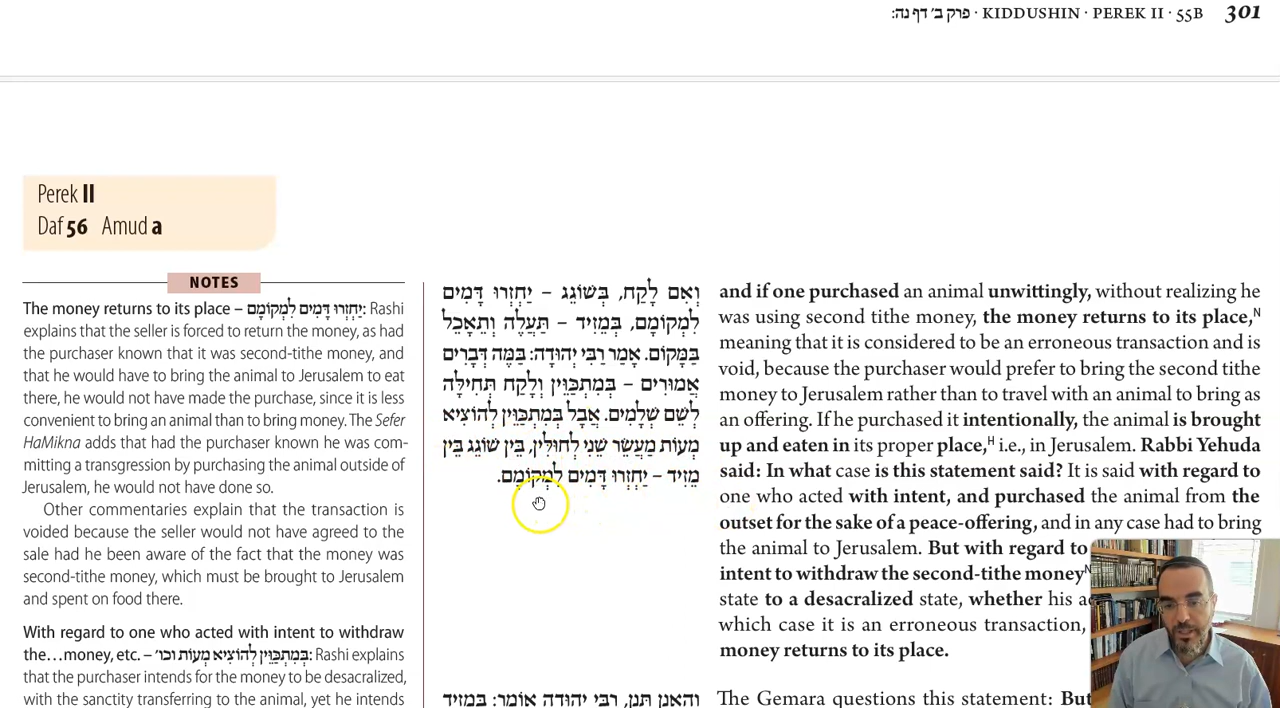 פרק ב׳ דף נה: · KIDDUSHIN · PEREK II · 55B 301
Perek II
Daf 56 Amud a
NOTES
The money returns to its place – יַחְזְרוּ דָּמִים לִמְקוֹמָם: Rashi
explains that the seller is forced to return the money, as had
the purchaser known that it was second-tithe money, and
that he would have to bring the animal to Jerusalem to eat
there, he would not have made the purchase, since it is less
convenient to bring an animal than to bring money. The Sefer
HaMikna adds that had the purchaser known he was com-
mitting a transgression by purchasing the animal outside of
Jerusalem, he would not have done so.
Other commentaries explain that the transaction is
voided because the seller would not have agreed to the
sale had he been aware of the fact that the money was
second-tithe money, which must be brought to Jerusalem
and spent on food there.
With regard to one who acted with intent to withdraw
the…money, etc. – בְּמִתְכַּוֵּין לְהוֹצִיא מְעוֹת וכו׳: Rashi explains
that the purchaser intends for the money to be desacralized,
with the sanctity transferring to the animal, yet he intends
וְאִם לָקַח, בְּשׁוֹגֵג – יַחְזְרוּ דָּמִים
לִמְקוֹמָם, בְּמֵזִיד – תַּעֲלֶה וְתֵאָכֵל
בַּמָּקוֹם. אָמַר רַבִּי יְהוּדָה: בַּמֶּה דְּבָרִים
אֲמוּרִים – בְּמִתְכַּוֵּין וְלָקַח תְּחִילָּה
לְשֵׁם שְׁלָמִים. אֲבָל בְּמִתְכַּוֵּין לְהוֹצִיא
מְעוֹת מַעֲשֵׂר שֵׁנִי לְחוּלִּין, בֵּין שׁוֹגֵג בֵּין
מֵזִיד – יַחְזְרוּ דָּמִים לִמְקוֹמָם.
וְהָאֲנַן תְּנַן, רַבִּי יְהוּדָה אוֹמֵר: בְּמֵזִיד
and if one purchased an animal unwittingly, without realizing he
was using second tithe money, the money returns to its place,ᴺ
meaning that it is considered to be an erroneous transaction and is
void, because the purchaser would prefer to bring the second tithe
money to Jerusalem rather than to travel with an animal to bring as
an offering. If he purchased it intentionally, the animal is brought
up and eaten in its proper place,ᴴ i.e., in Jerusalem. Rabbi Yehuda
said: In what case is this statement said? It is said with regard to
one who acted with intent, and purchased the animal from the
outset for the sake of a peace-offering, and in any case had to bring
the animal to Jerusalem. But with regard to
intent to withdraw the second-tithe moneyᴺ
state to a desacralized state, whether his
which case it is an erroneous transaction,
money returns to its place.
The Gemara questions this statement: But